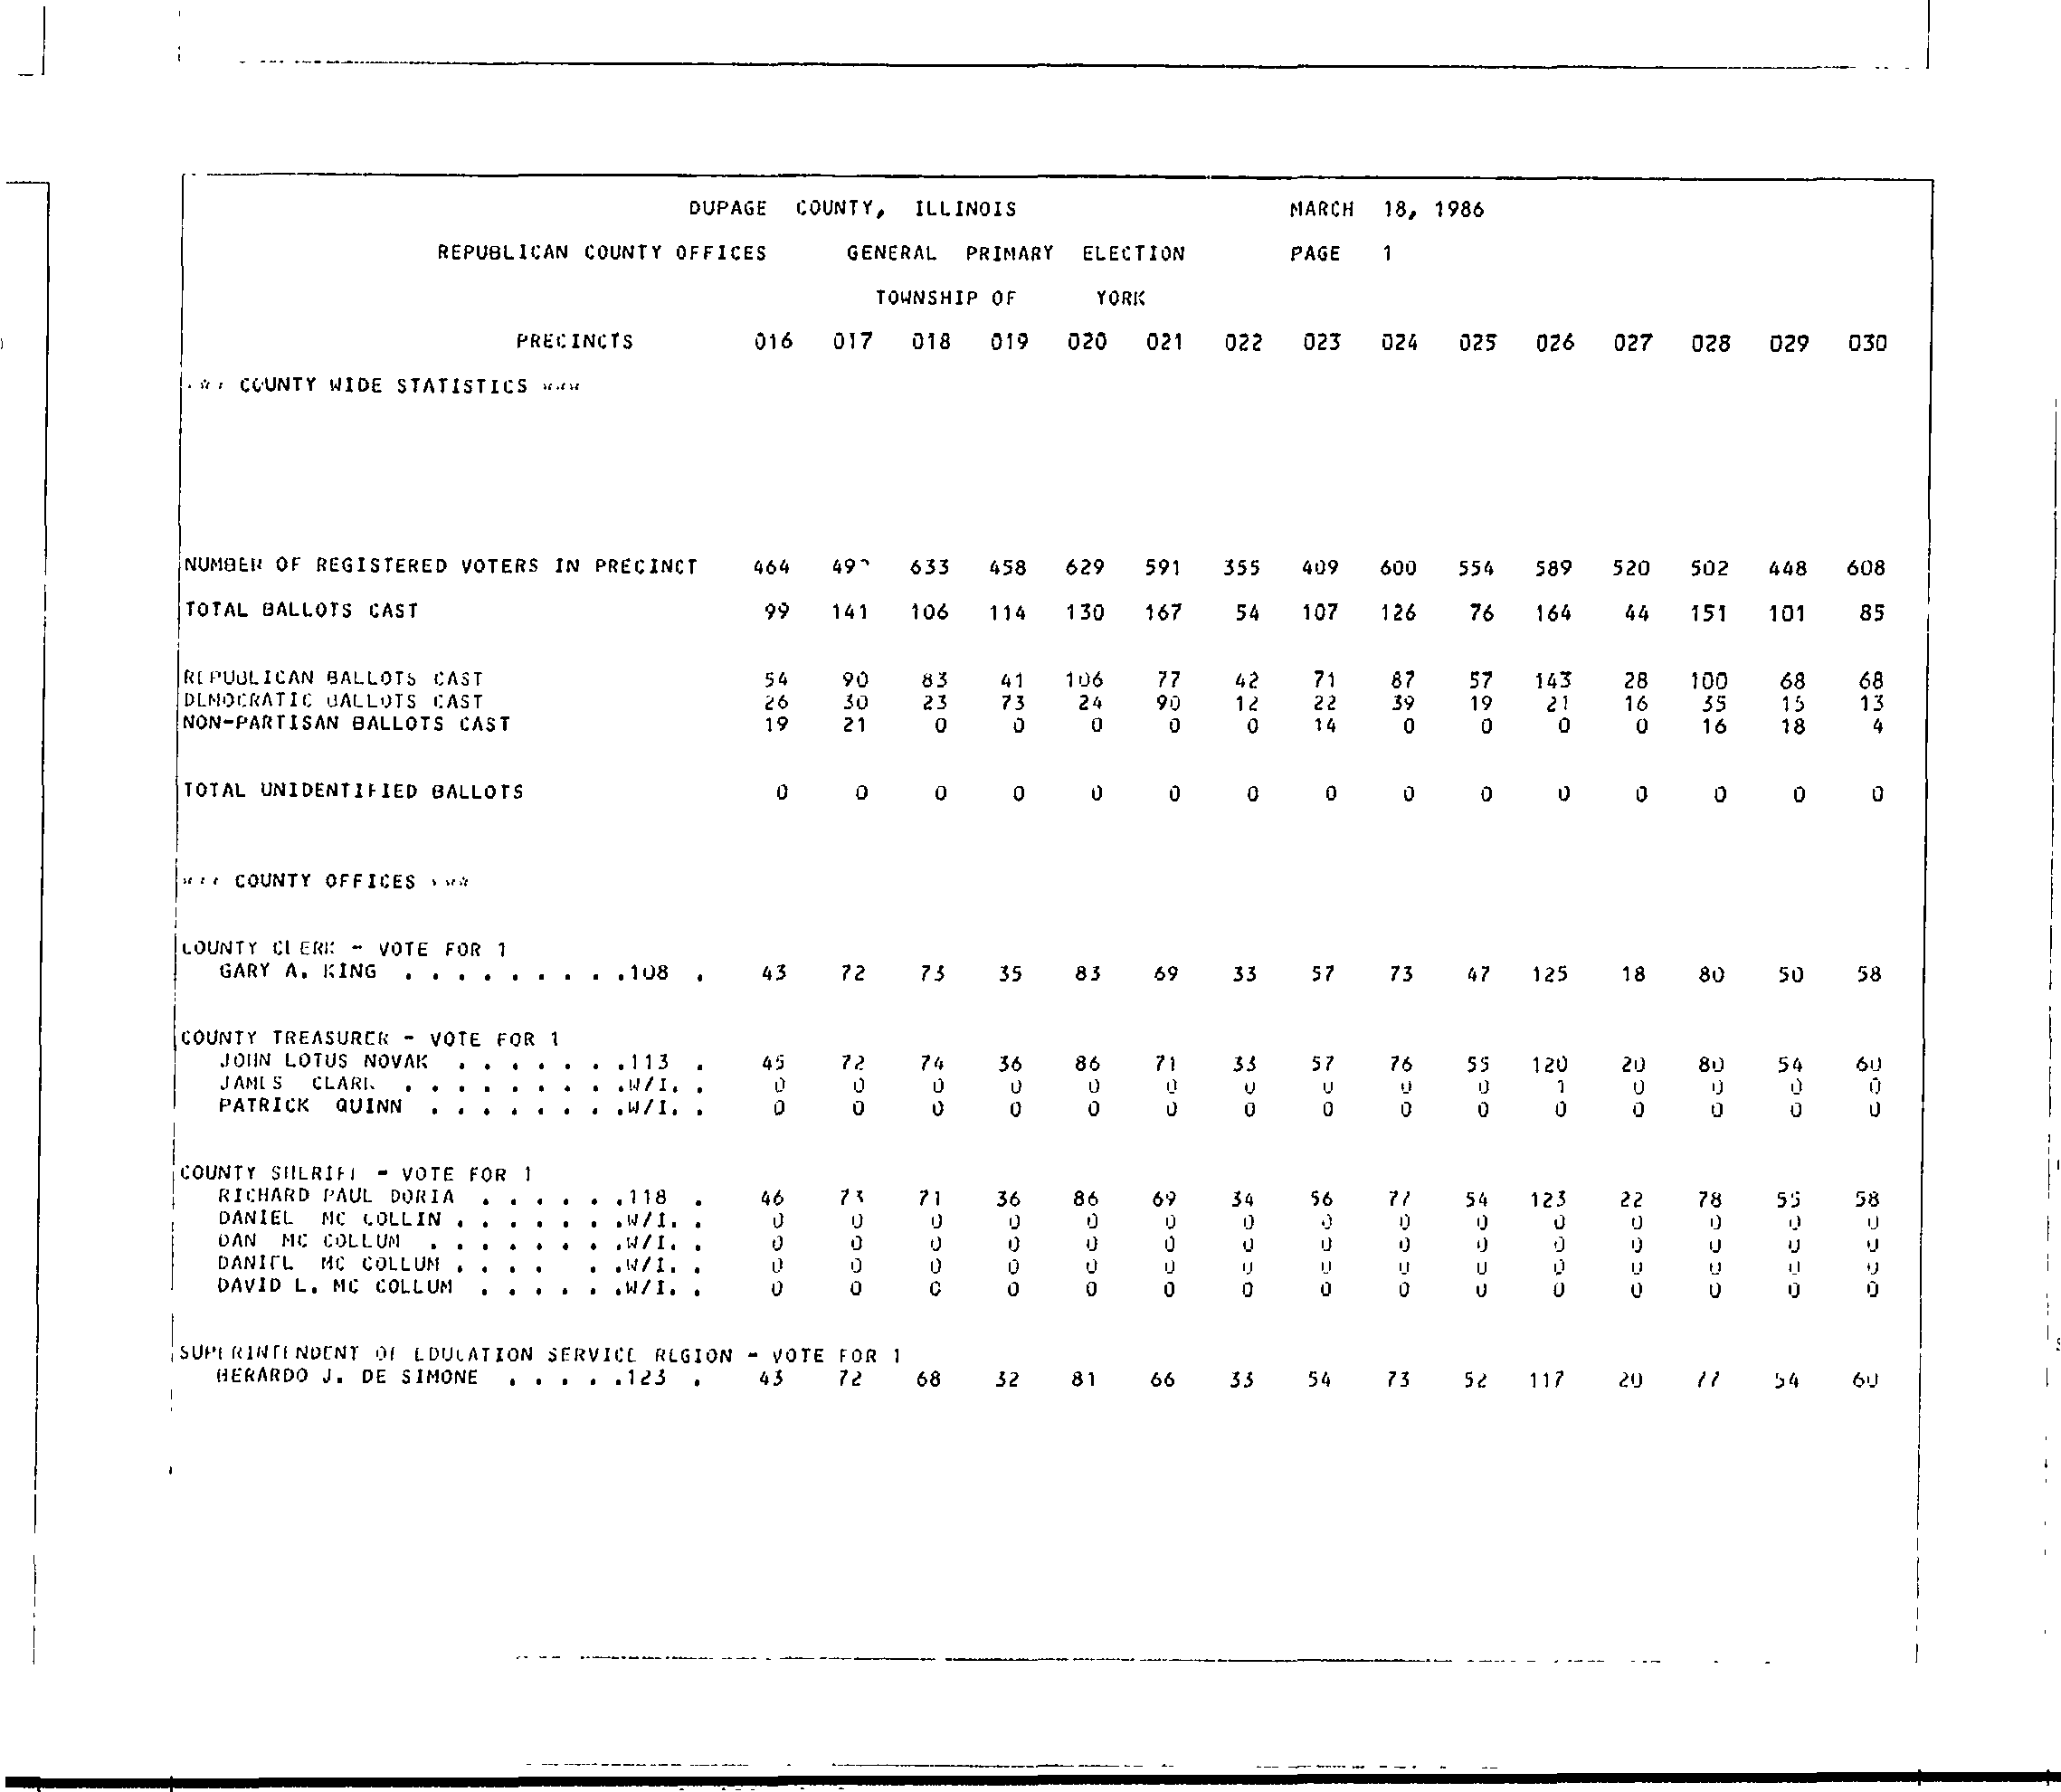 DUPAGE COUNTY, ILLINOIS MARCH 18, 1986
REPUBLICAN COUNTY OFFICES GENERAL PRIMARY ELECTION PAGE 1
TOWNSHIP OF YORK
PRECINCTS 016 017 018 019 020 021 022 023 024 025 026 027 028 029 030
*** COUNTY WIDE STATISTICS ***
NUMBER OF REGISTERED VOTERS IN PRECINCT 464 633 458 629 591 355 409 600 554 589 520 502 448 608
TOTAL BALLOTS CAST 99 141 106 114 130 167 54 107 126 76 164 44 151 101 85
REPUBLICAN BALLOTS CAST 54 90 83 41 106 77 42 71 87 57 143 28 100 68 68
DEMOCRATIC BALLOTS CAST 26 30 23 73 24 90 12 22 39 19 21 16 35 15 13
NON-PARTISAN BALLOTS CAST 19 21 0 0 0 0 0 14 0 0 0 0 16 18 4
TOTAL UNIDENTIFIED BALLOTS 0 0 0 0 0 0 0 0 0 0 0 0 0 0 0
*** COUNTY OFFICES ***
COUNTY CLERK - VOTE FOR 1
GARY A. KING . . . . . . . . .108 . 43 72 73 35 83 69 33 57 73 47 125 18 80 50 58
COUNTY TREASURER - VOTE FOR 1
JOHN LOTUS NOVAK . . . . . . .113 . 45 72 74 36 86 71 33 57 76 55 120 20 80 54 60
JAMES CLARK . . . . . . . . .W/I. . 0 0 0 0 0 0 0 0 0 0 1 0 0 0 0
PATRICK QUINN . . . . . . . .W/I. . 0 0 0 0 0 0 0 0 0 0 0 0 0 0 0
COUNTY SHERIFF - VOTE FOR 1
RICHARD PAUL DORIA . . . . . .118 . 46 73 71 36 86 69 34 56 77 54 123 22 78 55 58
DANIEL MC COLLIN . . . . . . .W/I. . 0 0 0 0 0 0 0 0 0 0 0 0 0 0 0
DAN MC COLLUM . . . . . . . .W/I. . 0 0 0 0 0 0 0 0 0 0 0 0 0 0 0
DANIEL MC COLLUM . . . . . .W/I. . 0 0 0 0 0 0 0 0 0 0 0 0 0 0 0
DAVID L. MC COLLUM . . . . . .W/I. . 0 0 0 0 0 0 0 0 0 0 0 0 0 0 0
SUPERINTENDENT OF EDUCATION SERVICE REGION - VOTE FOR 1
BERARDO J. DE SIMONE . . . . .123 . 43 72 68 32 81 66 33 54 73 52 117 20 77 54 60